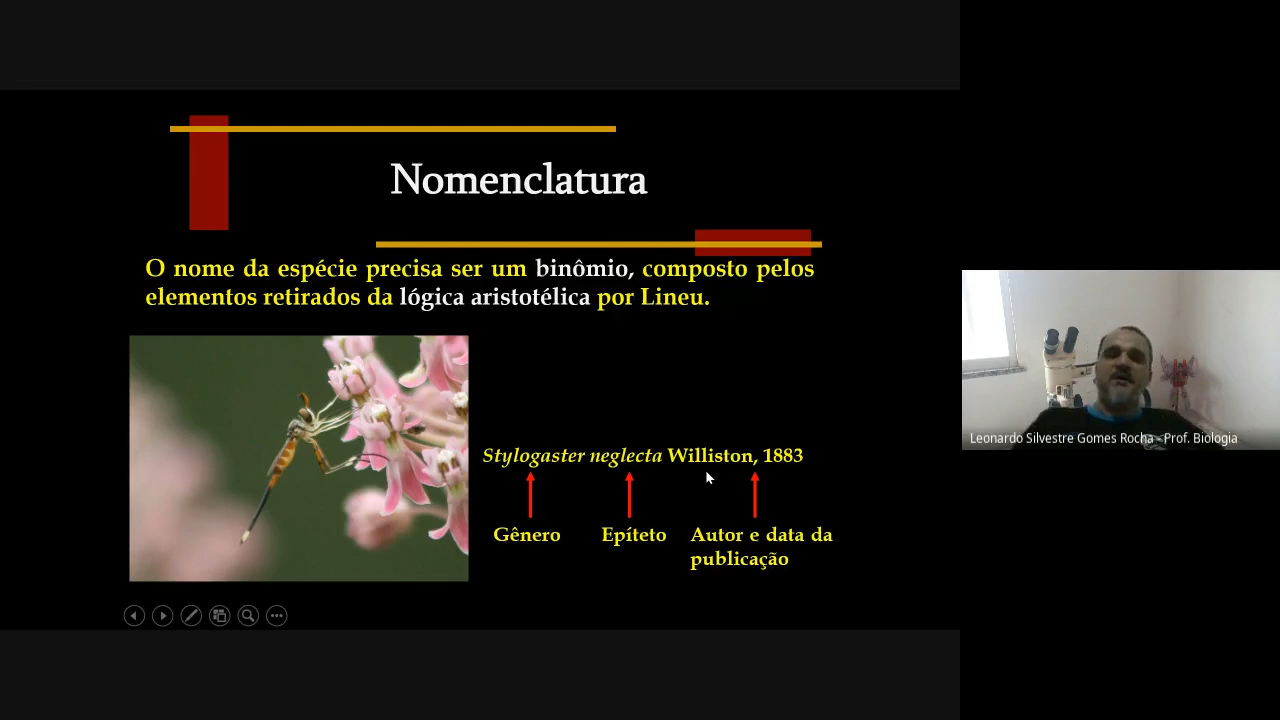 Nomenclatura
O nome da espécie precisa ser um binômio, composto pelos
elementos retirados da lógica aristotélica por Lineu.
Stylogaster neglecta Williston, 1883
Gênero Epíteto Autor e data da
publicação
Leonardo Silvestre Gomes Rocha - Prof. Biologia